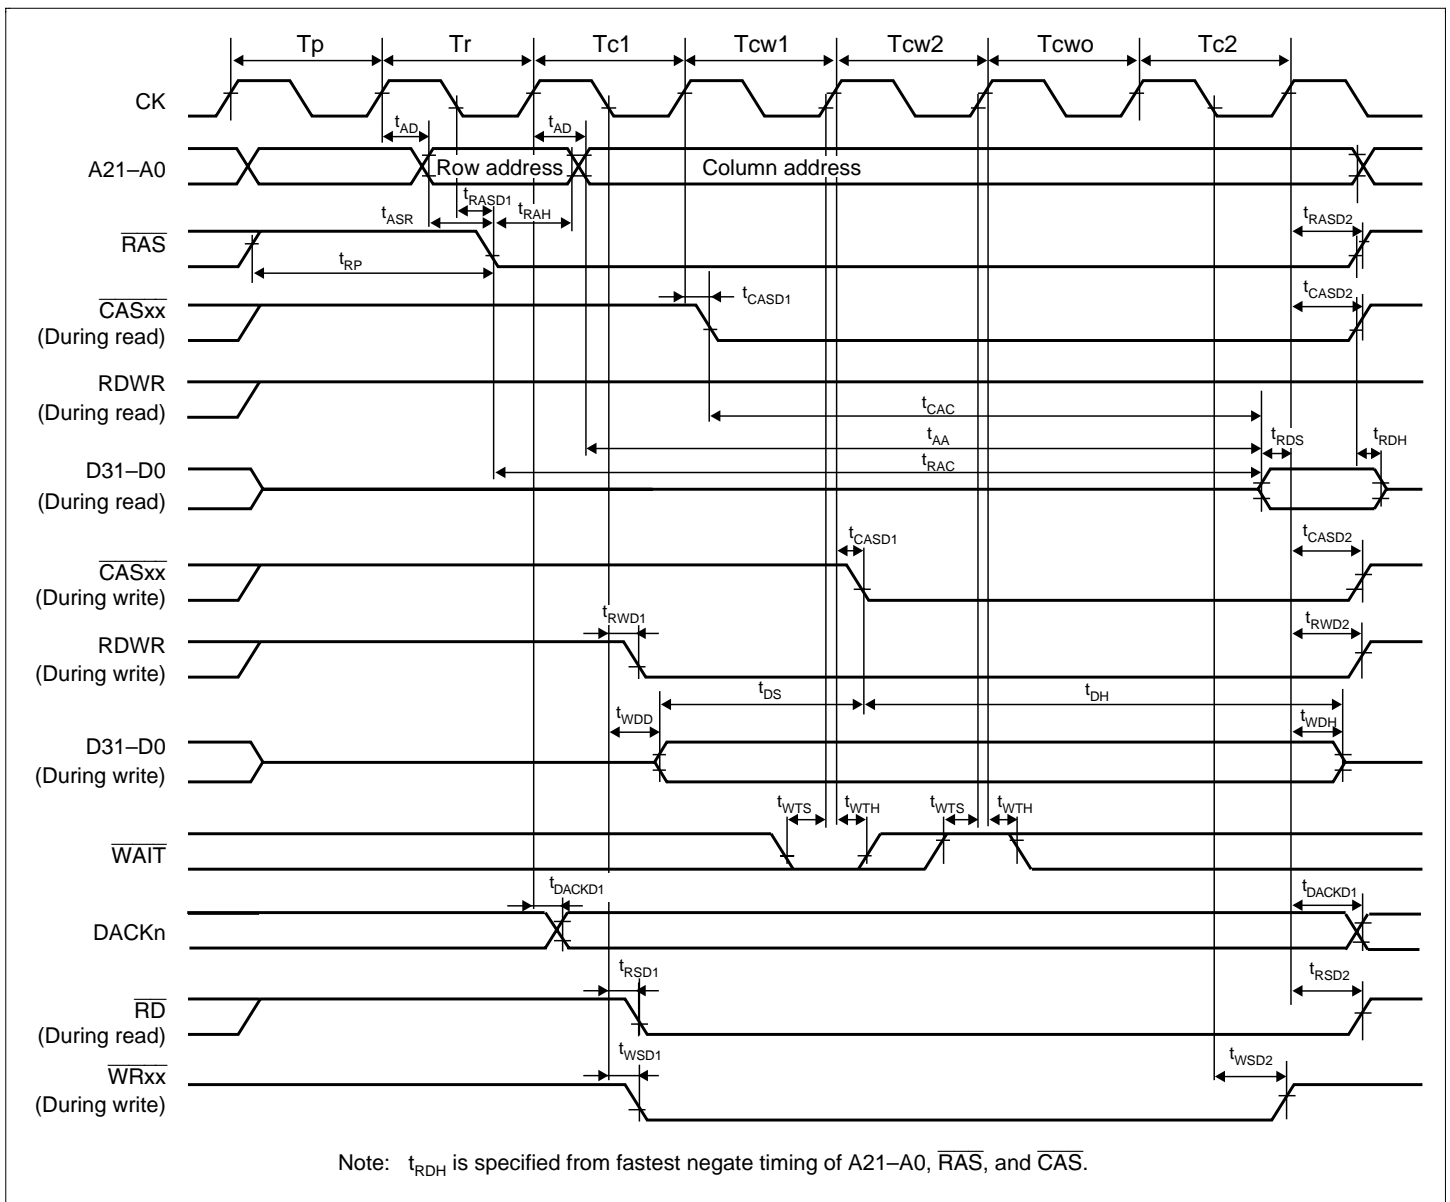 Tp Tr Tc1 Tcw1 Tcw2 Tcwo Tc2
CK
tAD tAD
A21–A0 Row address Column address
tRASD1
tASR tRAH tRASD2
RAS
tRP
tCASD1 tCASD2
CASxx
(During read)
RDWR
(During read)
tCAC
tAA tRDS tRDH
tRAC
D31–D0
(During read)
tCASD1 tCASD2
CASxx
(During write)
tRWD1 tRWD2
RDWR
(During write)
tDS tDH
tWDD tWDH
D31–D0
(During write)
tWTS tWTH tWTS tWTH
WAIT
tDACKD1 tDACKD1
DACKn
tRSD1 tRSD2
RD
(During read)
tWSD1 tWSD2
WRxx
(During write)
Note: tRDH is specified from fastest negate timing of A21–A0, RAS, and CAS.